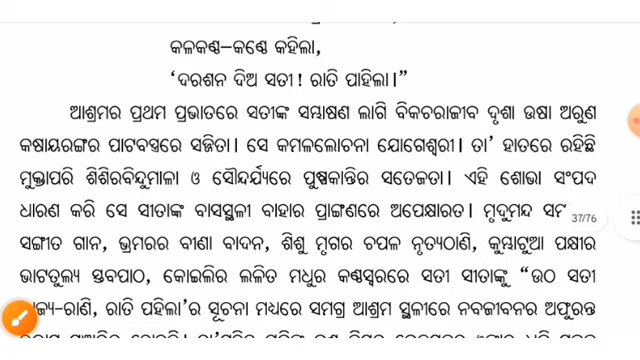 କଳକଣ୍ଠ-କଣ୍ଠେ କହିଲା,
‘ଦରଶନ ଦିଅ ସତୀ ! ରାତି ପାହିଲା ।”
ଆଶ୍ରମର ପ୍ରଥମ ପ୍ରଭାତରେ ସତୀଙ୍କ ସମ୍ଭାଷଣ ଲାଗି ବିକଚରାଜୀବ ଦୃଶା ଉଷା ଅରୁଣ
କଷାୟରଙ୍ଗର ପାଟବସ୍ତ୍ରରେ ସଜ୍ଜିତା । ସେ କମଳଲୋଚନା ଯୋଗେଶ୍ୱରୀ । ତା’ ହାତରେ ରହିଛି
ମୁକ୍ତାପରି ଶିଶିରବିନ୍ଦୁମାଳା ଓ ସୌନ୍ଦର୍ଯ୍ୟରେ ପୁଷ୍ପକାନ୍ତିର ସତେଜତା । ଏହି ଶୋଭା ସଂପଦ
ଧାରଣ କରି ସେ ସୀତାଙ୍କ ବାସସ୍ଥଳୀ ବାହାର ପ୍ରାଙ୍ଗଣରେ ଅପେକ୍ଷାରତ । ମୃଦୁମନ୍ଦ
37/76
ସଙ୍ଗୀତ ଗାନ, ଭ୍ରମରର ବୀଣା ବାଦନ, ଶିଶୁ ମୃଗର ଚପଳ ନୃତ୍ୟଠାଣି, କୁମ୍ଭାଟୁଆ ପକ୍ଷୀର
ଭାଟତୁଲ୍ୟ ସ୍ତବପାଠ, କୋଇଲିର ଲଳିତ ମଧୁର କଣ୍ଠସ୍ୱରରେ ସତୀ ସୀତାଙ୍କୁ “ଉଠ ସତୀ
ରାଜ୍ୟ-ରାଣି, ରାତି ପହିଲା’ର ସୂଚନା ମଧ୍ୟରେ ସମଗ୍ର ଆଶ୍ରମ ସ୍ଥଳୀରେ ନବଜୀବନର ଅଫୁରନ୍ତ